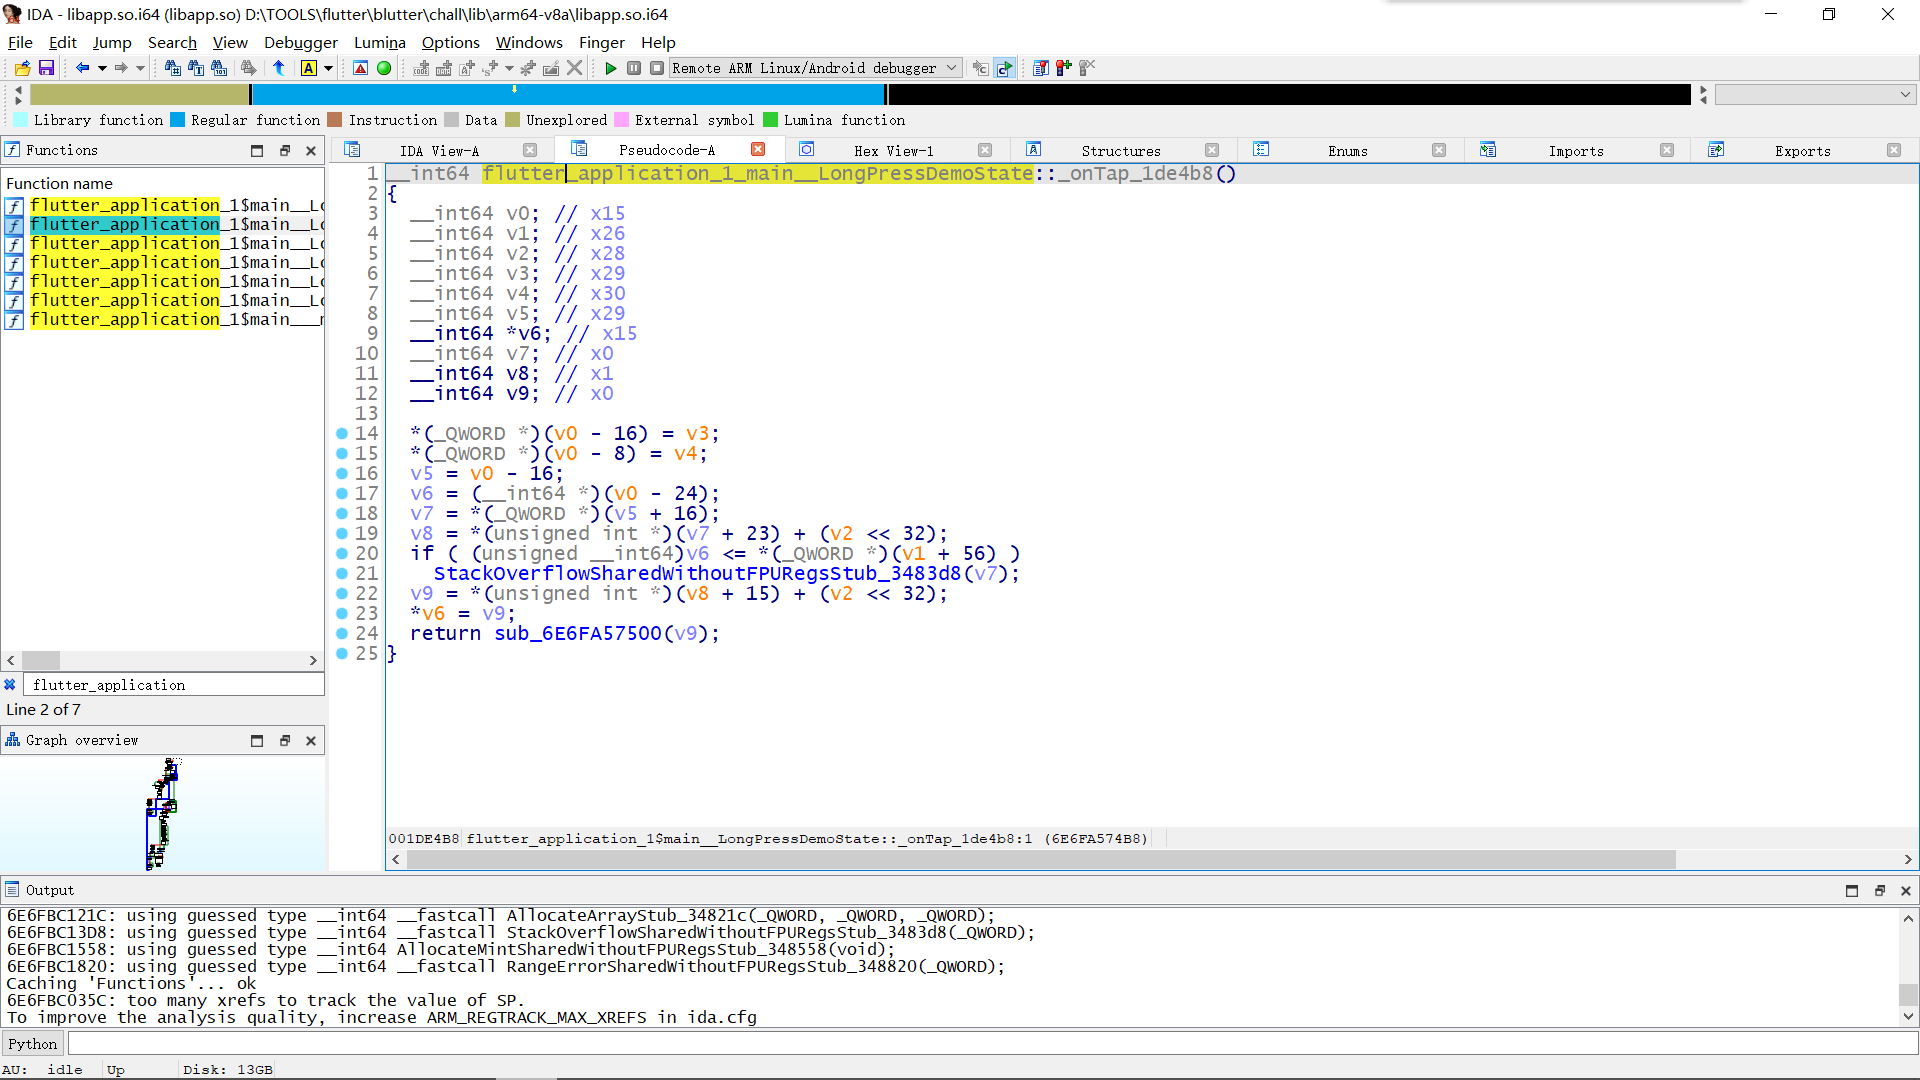 IDA - libapp.so.i64 (libapp.so) D:\TOOLS\flutter\blutter\chall\lib\arm64-v8a\libapp.so.i64
File Edit Jump Search View Debugger Lumina Options Windows Finger Help
Remote ARM Linux/Android debugger
Library function Regular function Instruction Data Unexplored External symbol Lumina function
Functions
IDA View-A Pseudocode-A Hex View-1 Structures Enums Imports Exports
Function name
flutter_application_1$main__Lo
flutter_application_1$main__Lo
flutter_application_1$main__Lo
flutter_application_1$main__Lo
flutter_application_1$main__Lo
flutter_application_1$main__Lo
flutter_application_1$main___m
flutter_application
Line 2 of 7
Graph overview
1 __int64 flutter_application_1_main__LongPressDemoState::_onTap_1de4b8()
2 {
3 __int64 v0; // x15
4 __int64 v1; // x26
5 __int64 v2; // x28
6 __int64 v3; // x29
7 __int64 v4; // x30
8 __int64 v5; // x29
9 __int64 *v6; // x15
10 __int64 v7; // x0
11 __int64 v8; // x1
12 __int64 v9; // x0
13
14 *(_QWORD *)(v0 - 16) = v3;
15 *(_QWORD *)(v0 - 8) = v4;
16 v5 = v0 - 16;
17 v6 = (__int64 *)(v0 - 24);
18 v7 = *(_QWORD *)(v5 + 16);
19 v8 = *(unsigned int *)(v7 + 23) + (v2 << 32);
20 if ( (unsigned __int64)v6 <= *(_QWORD *)(v1 + 56) )
21 StackOverflowSharedWithoutFPURegsStub_3483d8(v7);
22 v9 = *(unsigned int *)(v8 + 15) + (v2 << 32);
23 *v6 = v9;
24 return sub_6E6FA57500(v9);
25 }
001DE4B8 flutter_application_1$main__LongPressDemoState::_onTap_1de4b8:1 (6E6FA574B8)
Output
6E6FBC121C: using guessed type __int64 __fastcall AllocateArrayStub_34821c(_QWORD, _QWORD, _QWORD);
6E6FBC13D8: using guessed type __int64 __fastcall StackOverflowSharedWithoutFPURegsStub_3483d8(_QWORD);
6E6FBC1558: using guessed type __int64 AllocateMintSharedWithoutFPURegsStub_348558(void);
6E6FBC1820: using guessed type __int64 __fastcall RangeErrorSharedWithoutFPURegsStub_348820(_QWORD);
Caching 'Functions'... ok
6E6FBC035C: too many xrefs to track the value of SP.
To improve the analysis quality, increase ARM_REGTRACK_MAX_XREFS in ida.cfg
Python
AU: idle Up Disk: 13GB